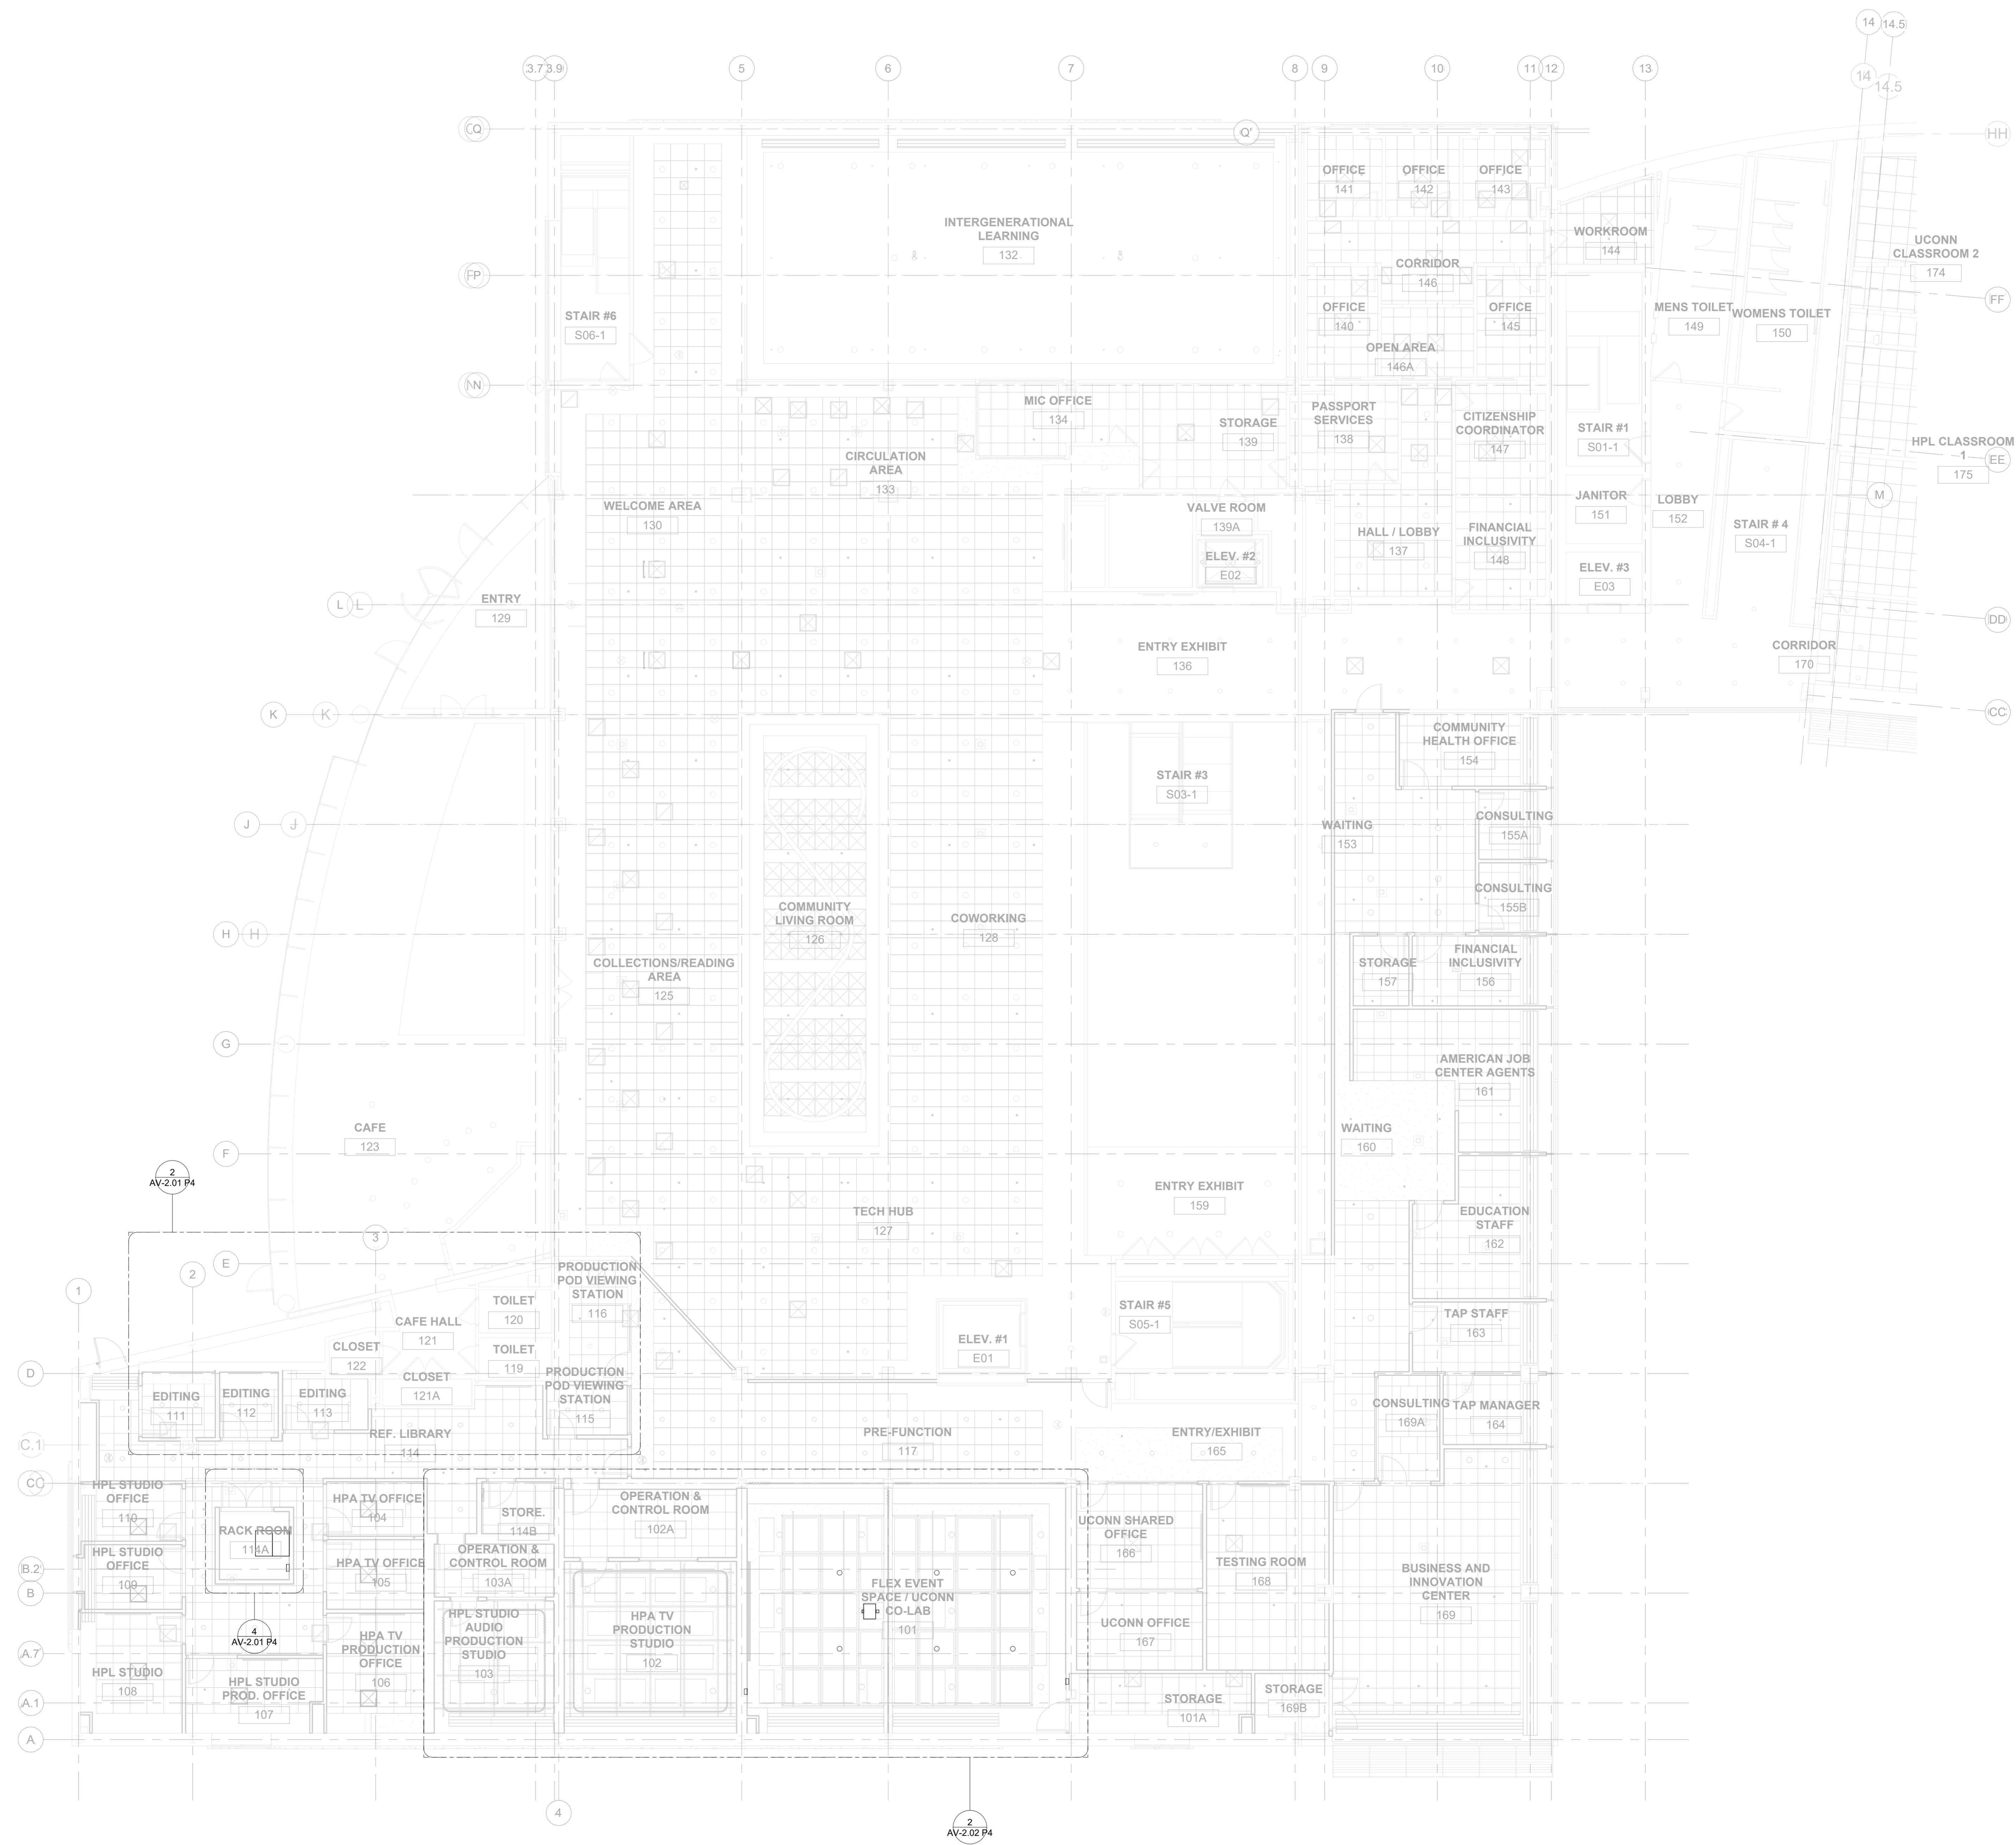 14
14.5
3.7
3.9
5
6
7
8
9
10
11
12
13
14
14.5
Q
Q'
HH
OFFICE
141
OFFICE
142
OFFICE
143
INTERGENERATIONAL
LEARNING
132
WORKROOM
144
UCONN
CLASSROOM 2
174
P
CORRIDOR
146
FF
STAIR #6
S06-1
OFFICE
140
OFFICE
145
MENS TOILET
149
WOMENS TOILET
150
OPEN AREA
146A
N
MIC OFFICE
134
STORAGE
139
PASSPORT
SERVICES
138
CITIZENSHIP
COORDINATOR
147
STAIR #1
S01-1
HPL CLASSROOM
1
175
EE
CIRCULATION
AREA
133
WELCOME AREA
130
VALVE ROOM
139A
JANITOR
151
LOBBY
152
M
HALL / LOBBY
137
FINANCIAL
INCLUSIVITY
148
STAIR # 4
S04-1
ELEV. #2
E02
ELEV. #3
E03
L
L
ENTRY
129
DD
ENTRY EXHIBIT
136
CORRIDOR
170
K
K
CC
COMMUNITY
HEALTH OFFICE
154
STAIR #3
S03-1
J
J
WAITING
153
CONSULTING
155A
CONSULTING
155B
COMMUNITY
LIVING ROOM
126
COWORKING
128
H
H
COLLECTIONS/READING
AREA
125
STORAGE
157
FINANCIAL
INCLUSIVITY
156
G
AMERICAN JOB
CENTER AGENTS
161
CAFE
123
WAITING
160
F
2
AV-2.01 P4
ENTRY EXHIBIT
159
TECH HUB
127
EDUCATION
STAFF
162
3
E
2
1
PRODUCTION
POD VIEWING
STATION
116
TOILET
120
CAFE HALL
121
STAIR #5
S05-1
TAP STAFF
163
CLOSET
122
TOILET
119
ELEV. #1
E01
D
CLOSET
121A
PRODUCTION
POD VIEWING
STATION
115
EDITING
111
EDITING
112
EDITING
113
CONSULTING
169A
TAP MANAGER
164
C.1
REF. LIBRARY
114
PRE-FUNCTION
117
ENTRY/EXHIBIT
165
C
C
HPL STUDIO
OFFICE
110
HPA TV OFFICE
104
STORE.
114B
OPERATION &
CONTROL ROOM
102A
RACK ROOM
114A
UCONN SHARED
OFFICE
166
B.2
HPL STUDIO
OFFICE
109
HPA TV OFFICE
105
OPERATION &
CONTROL ROOM
103A
TESTING ROOM
168
BUSINESS AND
INNOVATION
CENTER
169
B
FLEX EVENT
SPACE / UCONN
CO-LAB
101
4
AV-2.01 P4
HPL STUDIO
AUDIO
PRODUCTION
STUDIO
103
HPA TV
PRODUCTION
STUDIO
102
UCONN OFFICE
167
A.7
HPA TV
PRODUCTION
OFFICE
106
HPL STUDIO
108
HPL STUDIO
PROD. OFFICE
107
A.1
STORAGE
101A
STORAGE
169B
A
4
2
AV-2.02 P4